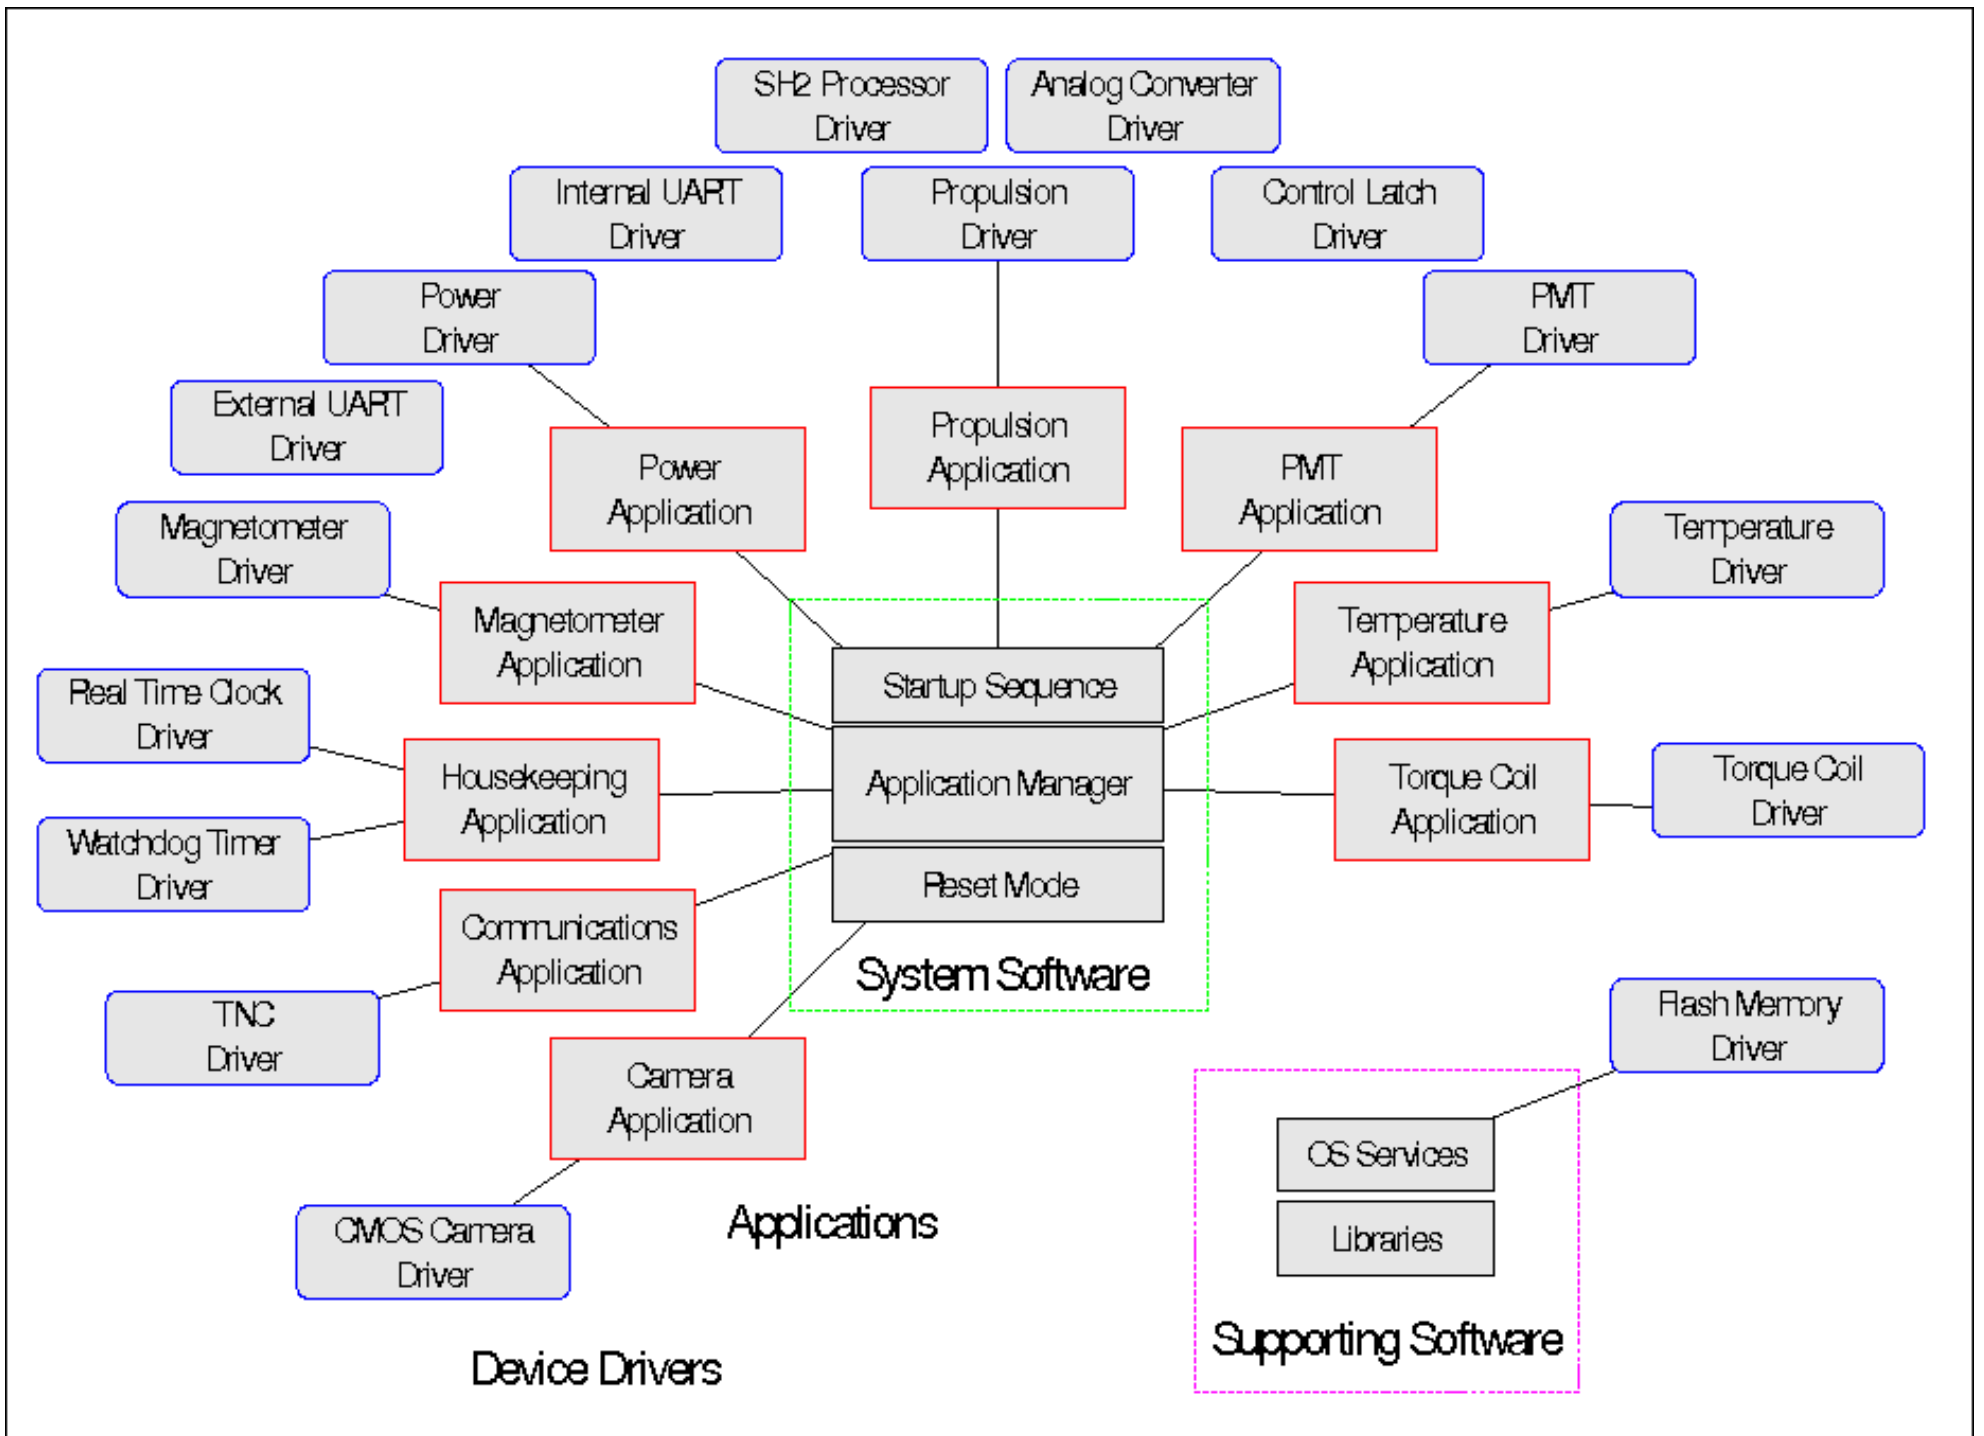 SH2 Processor
Driver
Analog Converter
Driver
Internal UART
Driver
Propulsion
Driver
Control Latch
Driver
Power
Driver
PMT
Driver
External UART
Driver
Power
Application
Propulsion
Application
PMT
Application
Magnetometer
Driver
Temperature
Driver
Magnetometer
Application
Temperature
Application
Startup Sequence
Real Time Clock
Driver
Housekeeping
Application
Application Manager
Torque Coil
Application
Torque Coil
Driver
Watchdog Timer
Driver
Reset Mode
Communications
Application
System Software
TNC
Driver
Flash Memory
Driver
Camera
Application
OS Services
Libraries
CMOS Camera
Driver
Applications
Supporting Software
Device Drivers